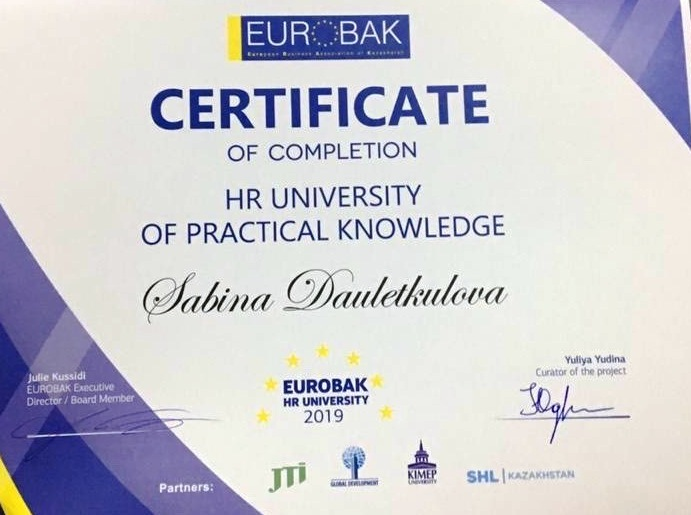 EUROBAK
European Business Association of Kazakhstan
CERTIFICATE
OF COMPLETION
HR UNIVERSITY
OF PRACTICAL KNOWLEDGE
Sabina Dauletkulova
Julie Kussidi
EUROBAK Executive
Director / Board Member
EUROBAK
HR UNIVERSITY
2019
Yuliya Yudina
Curator of the project
Partners:
JTi
GLOBAL DEVELOPMENT
KIMEP
UNIVERSITY
SHL | KAZAKHSTAN